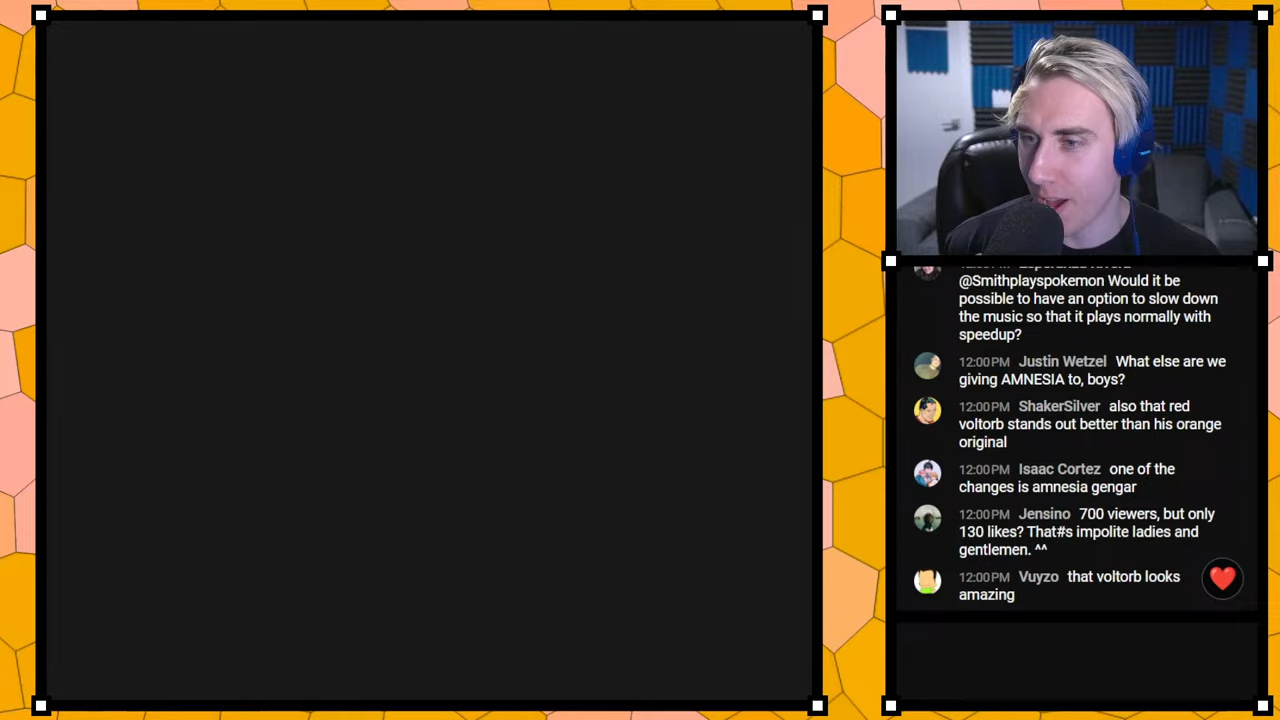 @Smithplayspokemon Would it be
possible to have an option to slow down
the music so that it plays normally with
speedup?
12:00PM Justin Wetzel What else are we
giving AMNESIA to, boys?
12:00PM ShakerSilver also that red
voltorb stands out better than his orange
original
12:00PM Isaac Cortez one of the
changes is amnesia gengar
12:00PM Jensino 700 viewers, but only
130 likes? That#s impolite ladies and
gentlemen. ^^
12:00PM Vuyzo that voltorb looks
amazing